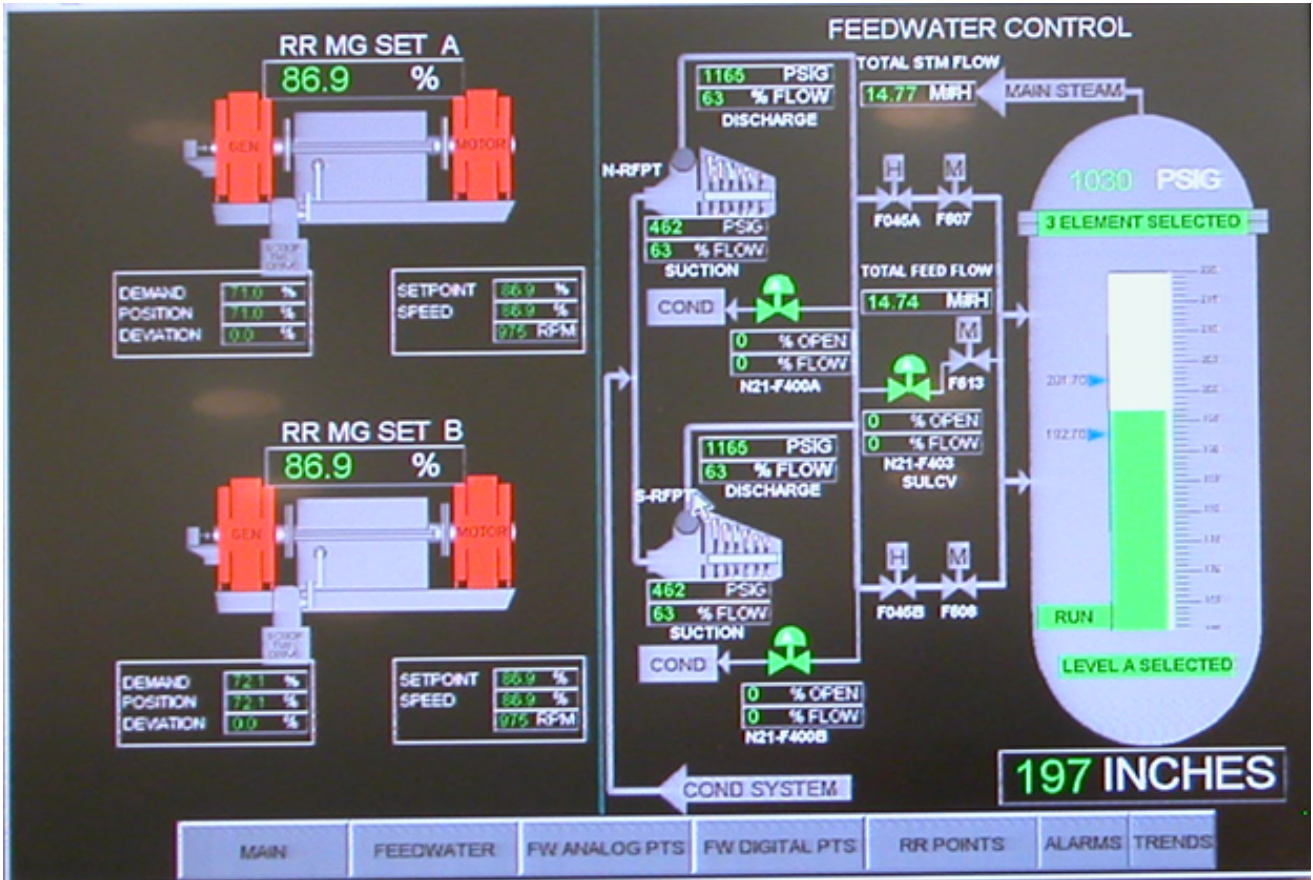 RR MG SET A
86.9 %
GEN
MOTOR
DEMAND 71.0 %
POSITION 71.0 %
DEVIATION 0.0 %
SETPOINT 86.9 %
SPEED 86.9 %
975 RPM
RR MG SET B
86.9 %
GEN
MOTOR
DEMAND 72.1 %
POSITION 72.1 %
DEVIATION 0.0 %
SETPOINT 86.9 %
SPEED 86.9 %
975 RPM
FEEDWATER CONTROL
1165 PSIG
63 % FLOW
DISCHARGE
TOTAL STM FLOW
14.77 M#/H
MAIN STEAM
N-RFPT
462 PSIG
63 % FLOW
SUCTION
H
M
F045A
F607
COND
0 % OPEN
0 % FLOW
N21-F400A
TOTAL FEED FLOW
14.74 M#/H
M
F613
0 % OPEN
0 % FLOW
N21-F403
SULCV
1165 PSIG
63 % FLOW
DISCHARGE
S-RFPT
462 PSIG
63 % FLOW
SUCTION
H
M
F045B
F608
COND
0 % OPEN
0 % FLOW
N21-F400B
COND SYSTEM
1030 PSIG
3 ELEMENT SELECTED
201.70
192.70
RUN
LEVEL A SELECTED
197 INCHES
MAIN
FEEDWATER
FW ANALOG PTS
FW DIGITAL PTS
RR POINTS
ALARMS
TRENDS